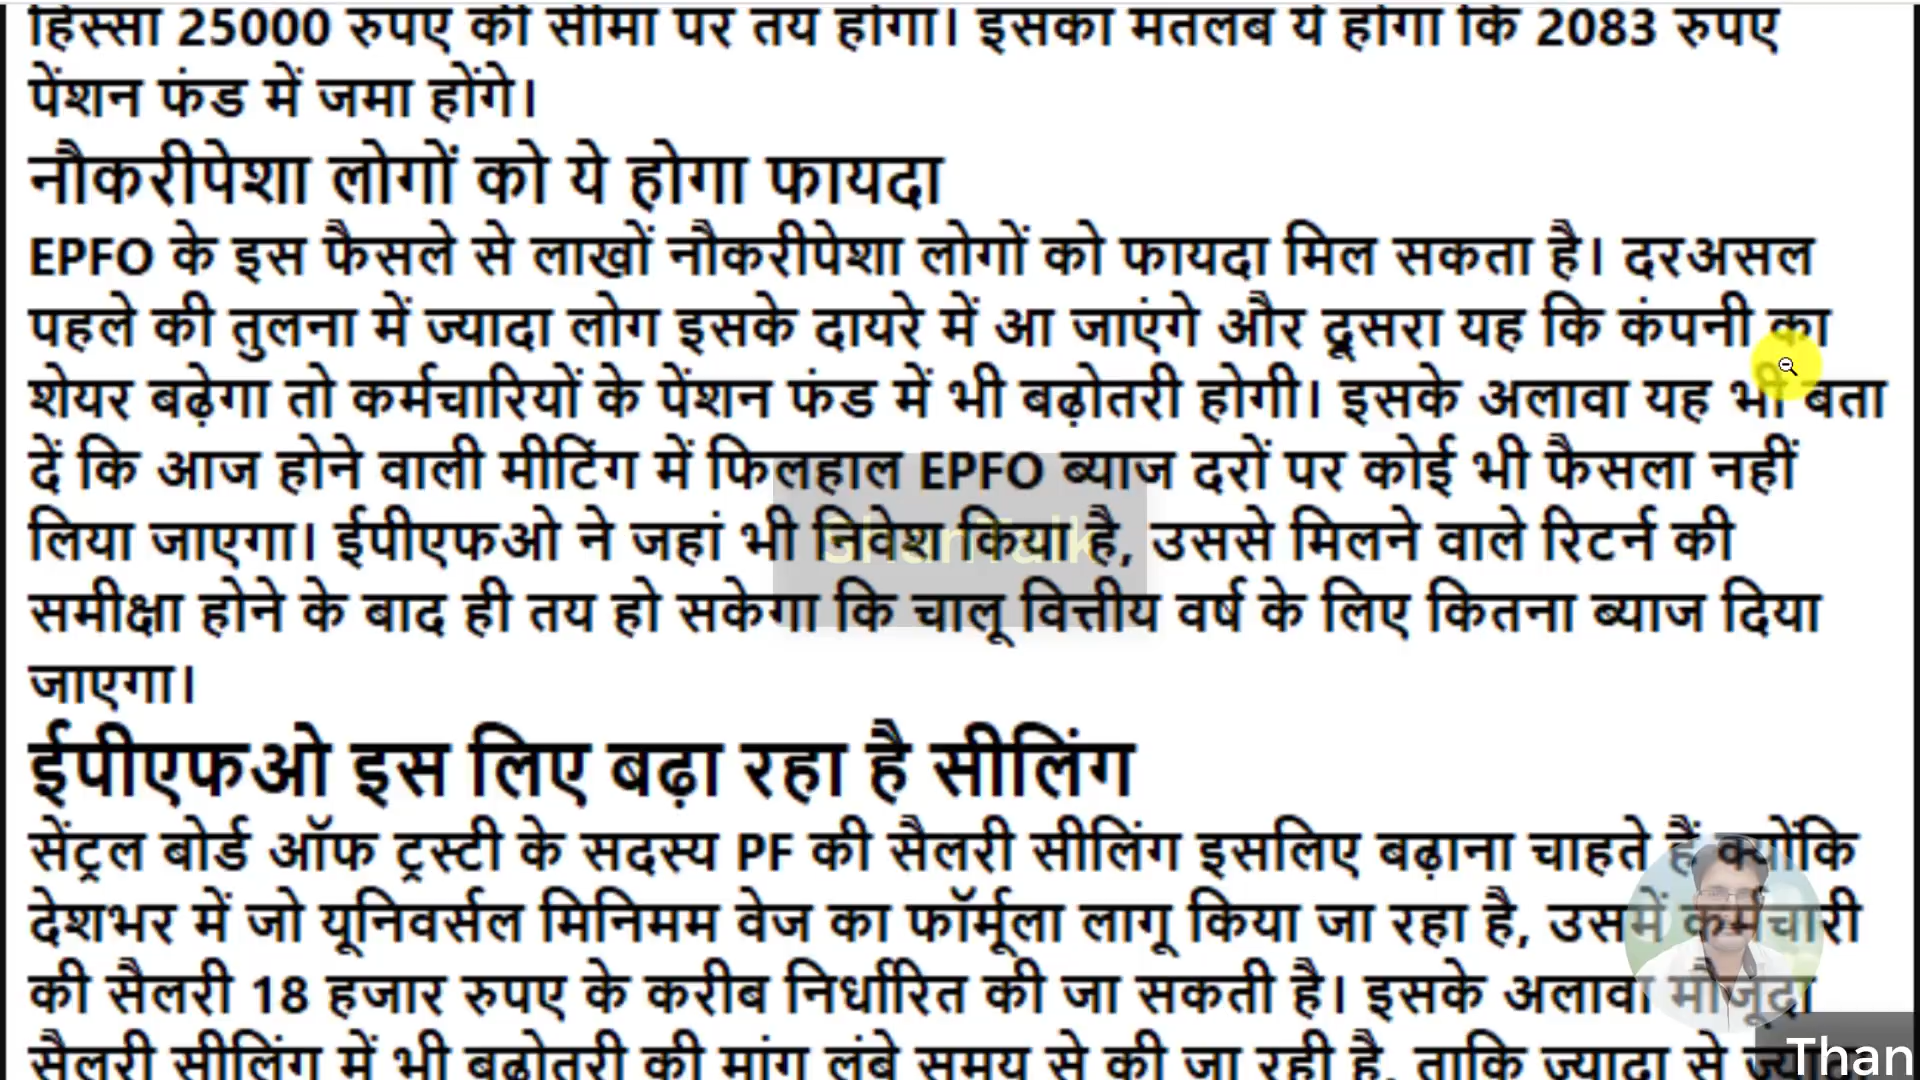 हिस्सा 25000 रुपए की सीमा पर तय होगा। इसका मतलब ये होगा कि 2083 रुपए
पेंशन फंड में जमा होंगे।
नौकरीपेशा लोगों को ये होगा फायदा
EPFO के इस फैसले से लाखों नौकरीपेशा लोगों को फायदा मिल सकता है। दरअसल
पहले की तुलना में ज्यादा लोग इसके दायरे में आ जाएंगे और दूसरा यह कि कंपनी का
शेयर बढ़ेगा तो कर्मचारियों के पेंशन फंड में भी बढ़ोतरी होगी। इसके अलावा यह भी बता
दें कि आज होने वाली मीटिंग में फिलहाल EPFO ब्याज दरों पर कोई भी फैसला नहीं
लिया जाएगा। ईपीएफओ ने जहां भी निवेश किया है, उससे मिलने वाले रिटर्न की
समीक्षा होने के बाद ही तय हो सकेगा कि चालू वित्तीय वर्ष के लिए कितना ब्याज दिया
जाएगा।
ईपीएफओ इस लिए बढ़ा रहा है सीलिंग
सेंट्रल बोर्ड ऑफ ट्रस्टी के सदस्य PF की सैलरी सीलिंग इसलिए बढ़ाना चाहते हैं क्योंकि
देशभर में जो यूनिवर्सल मिनिमम वेज का फॉर्मूला लागू किया जा रहा है, उसमें कर्मचारी
की सैलरी 18 हजार रुपए के करीब निर्धारित की जा सकती है। इसके अलावा मौजूदा
सैलरी सीलिंग में भी बढ़ोतरी की मांग लंबे समय से की जा रही है, ताकि ज्यादा से
Than